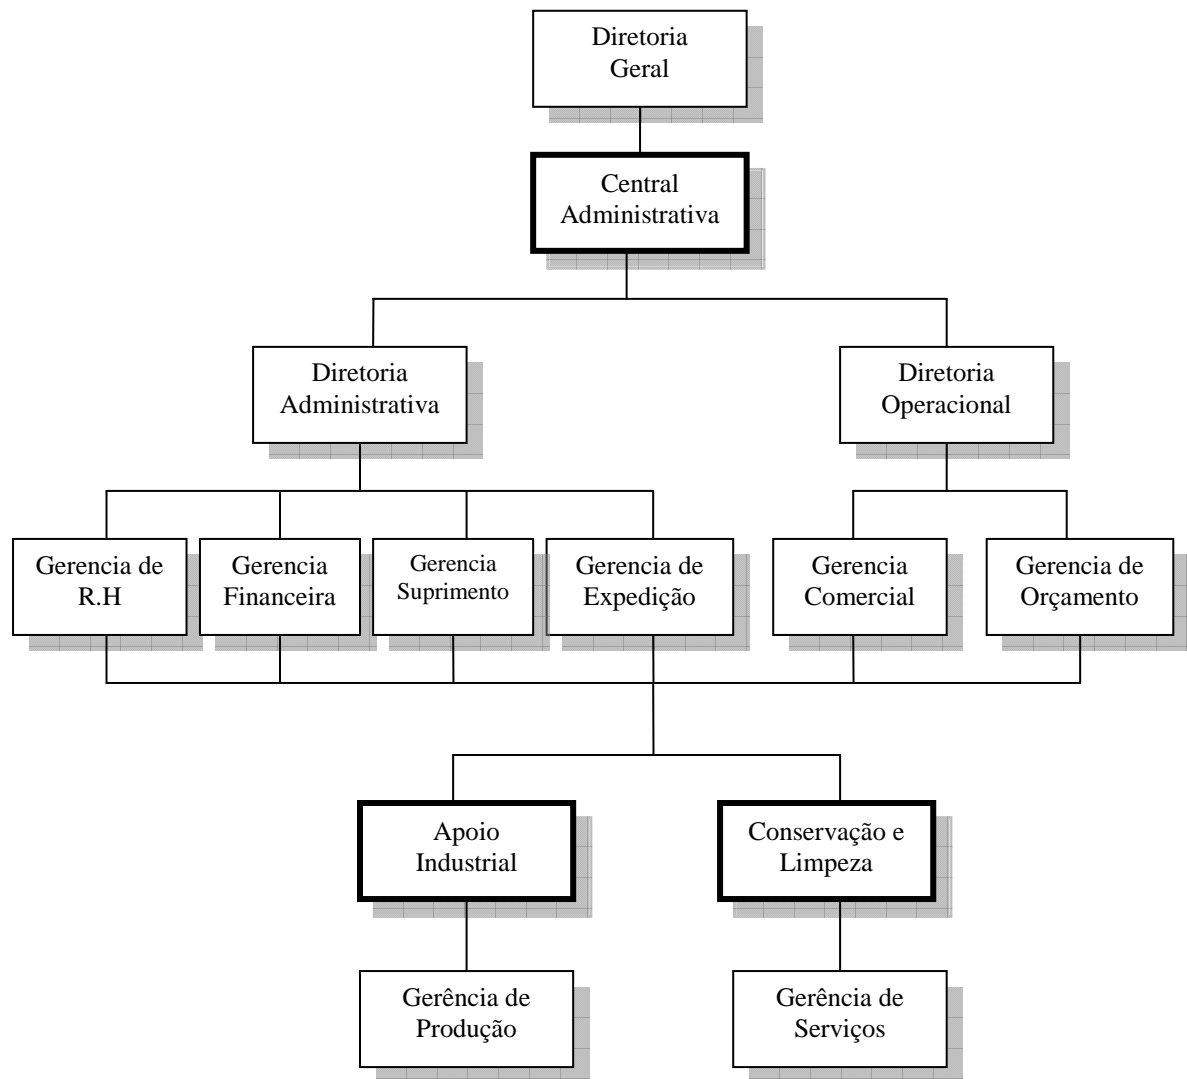 Diretoria
Geral
Central
Administrativa
Diretoria
Administrativa
Diretoria
Operacional
Gerencia de
R.H
Gerencia
Financeira
Gerencia
Suprimento
Gerencia de
Expedição
Gerencia
Comercial
Gerencia de
Orçamento
Apoio
Industrial
Conservação e
Limpeza
Gerência de
Produção
Gerência de
Serviços